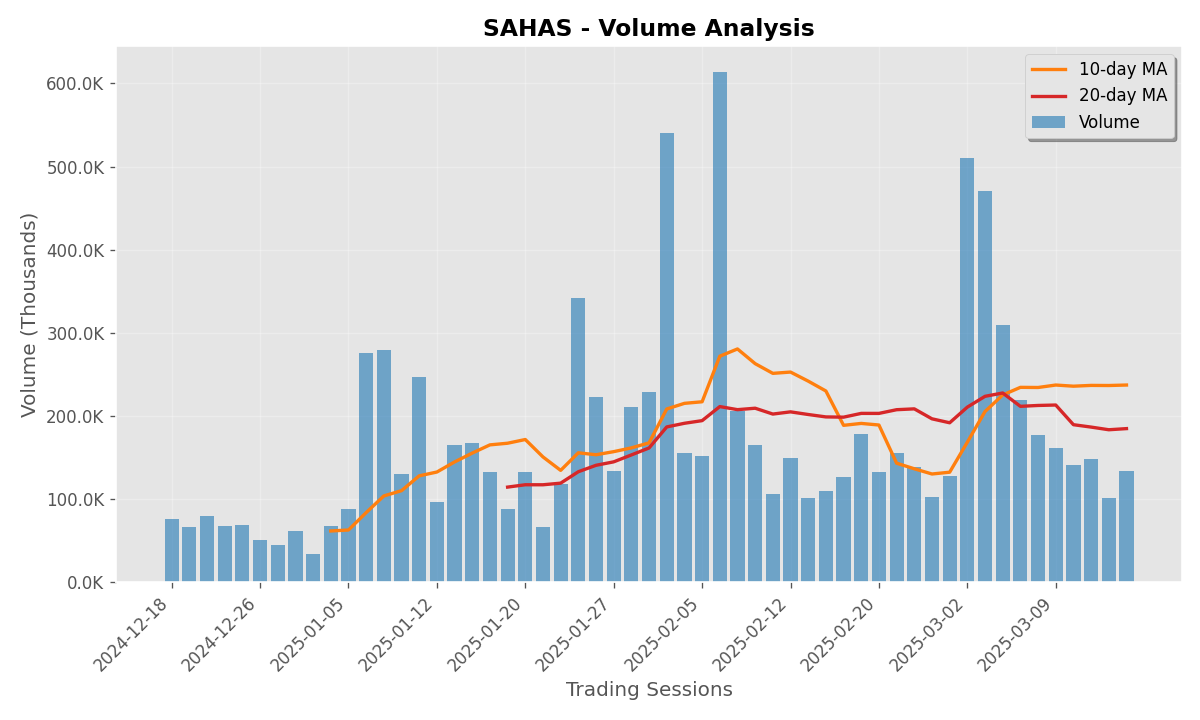 SAHAS - Volume Analysis
10-day MA
20-day MA
Volume
600.0K
500.0K
400.0K
300.0K
200.0K
100.0K
0.0K
Volume (Thousands)
2024-12-18
2024-12-26
2025-01-05
2025-01-12
2025-01-20
2025-01-27
2025-02-05
2025-02-12
2025-02-20
2025-03-02
2025-03-09
Trading Sessions